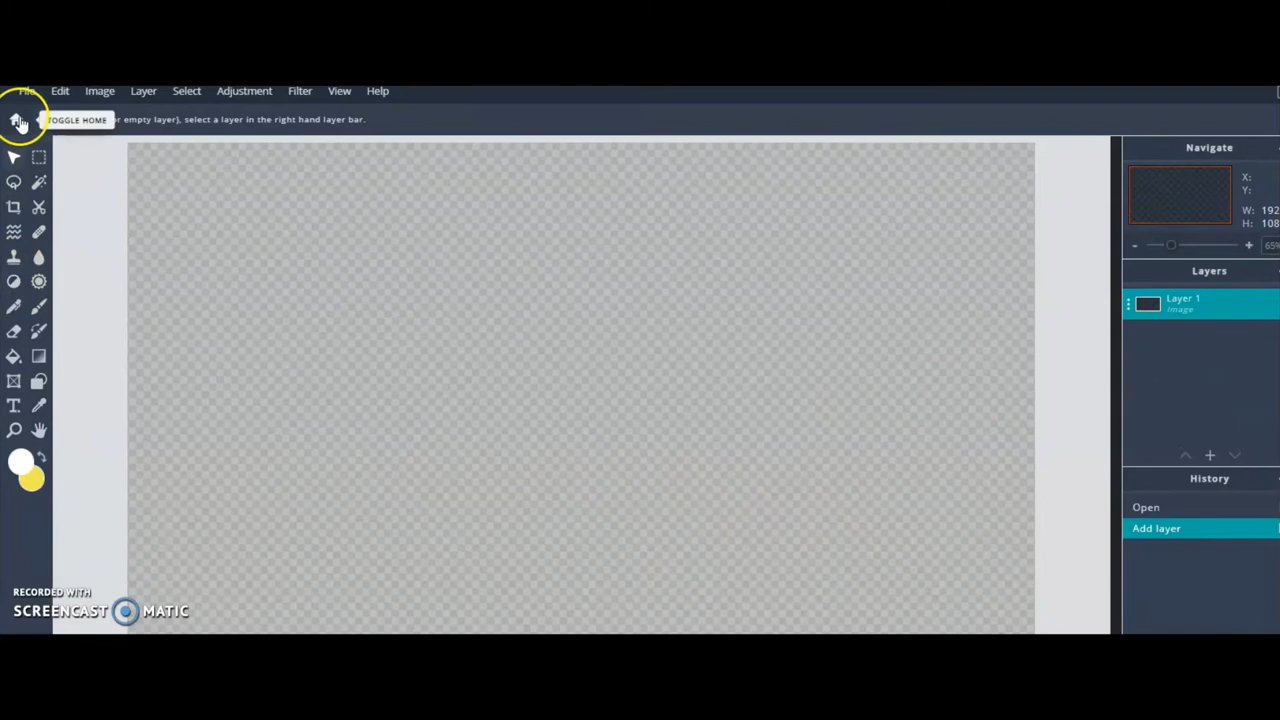 File Edit Image Layer Select Adjustment Filter View Help
TOGGLE HOME r empty layer), select a layer in the right hand layer bar.
Navigate
X:
Y:
W: 192
H: 108
- + 65%
Layers
Layer 1
Image
+
History
Open
Add layer
RECORDED WITH
SCREENCAST MATIC